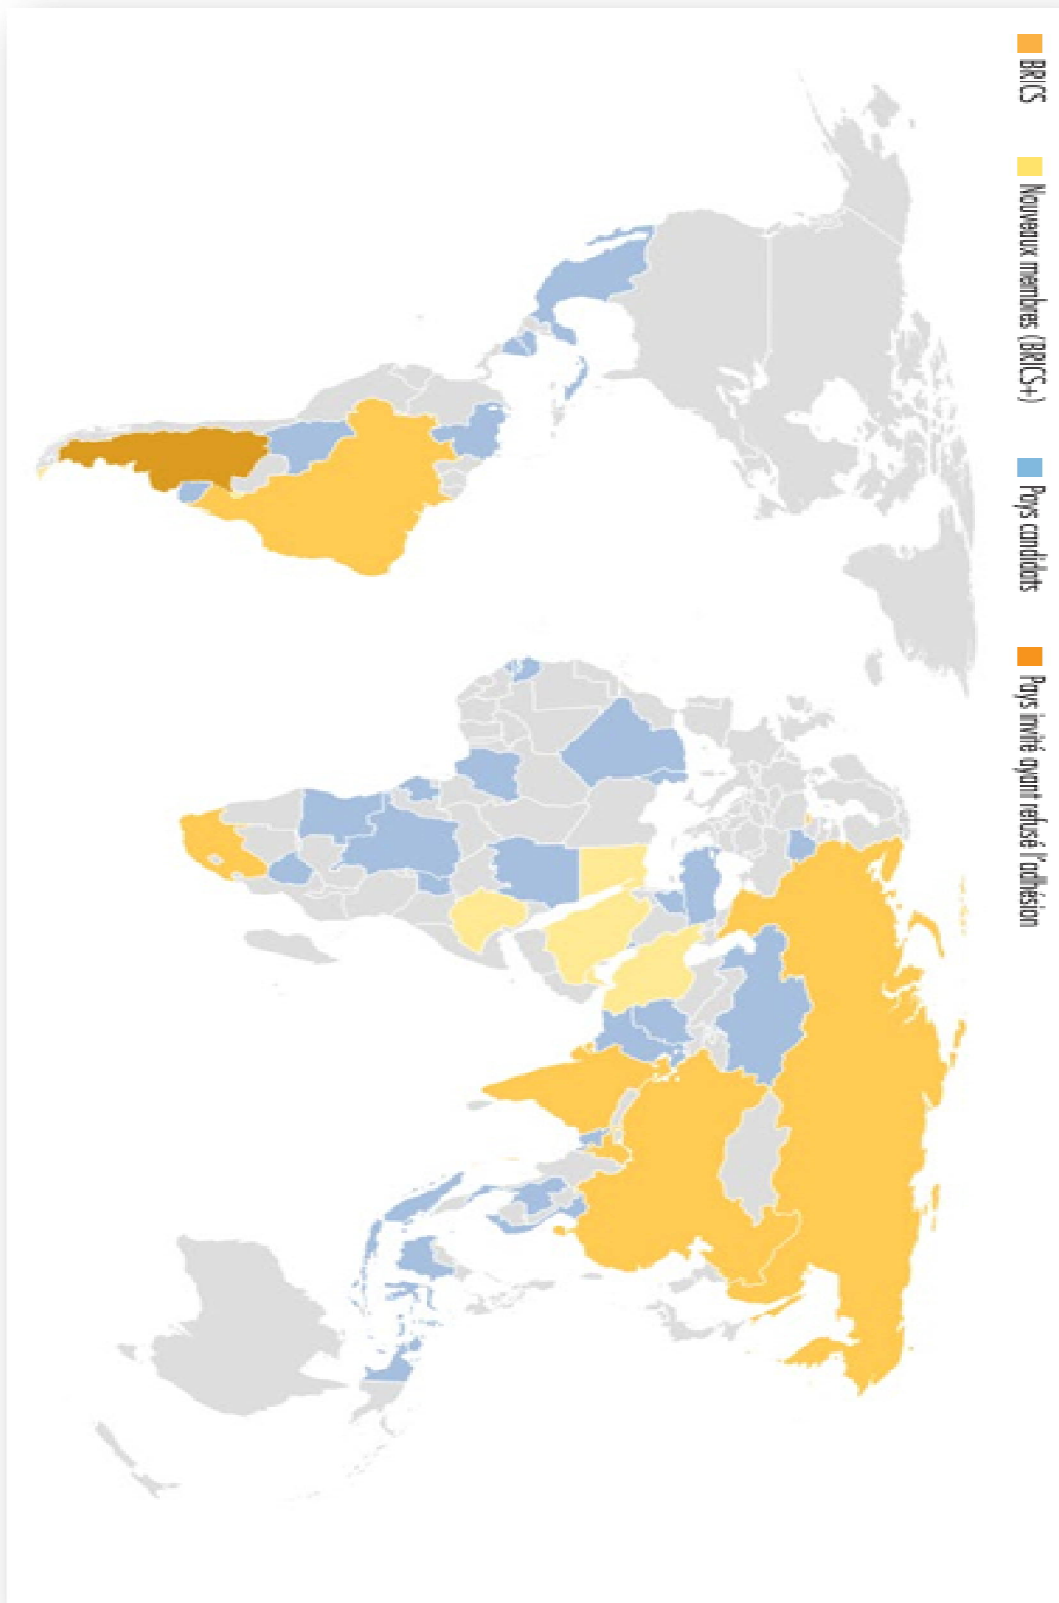 BRICS
Nouveaux membres (BRICS+)
Pays candidats
Pays invité ayant refusé l'adhésion